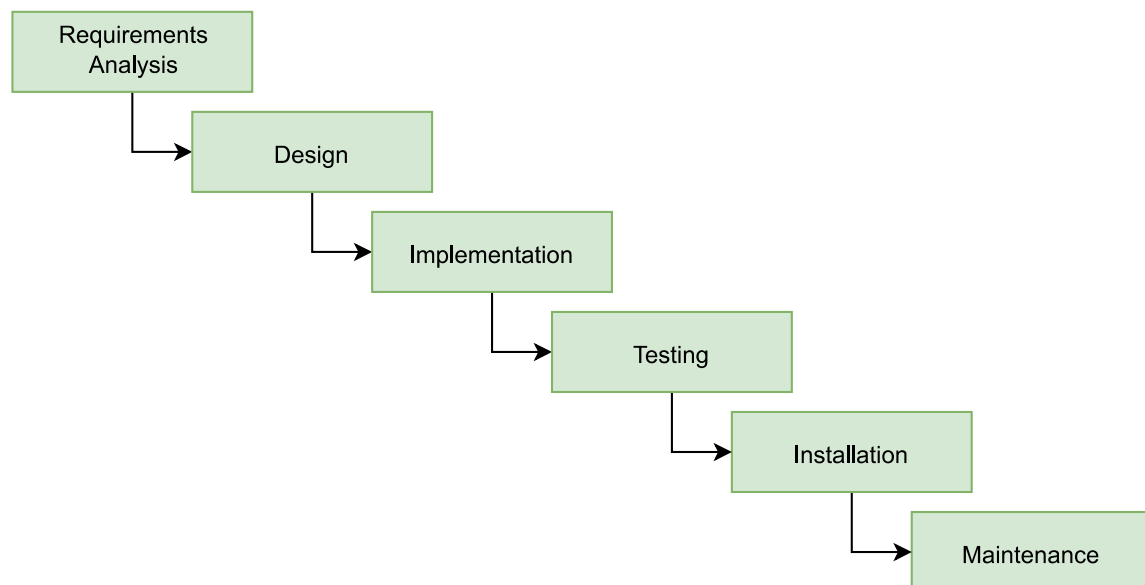 Requirements
Analysis
Design
Implementation
Testing
Installation
Maintenance